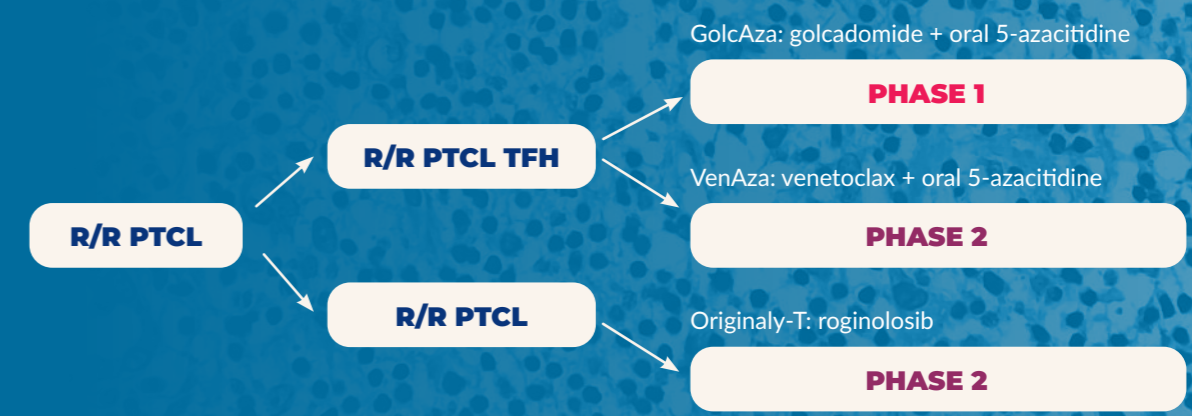 GolcAza: golcadomide + oral 5-azacitidine
PHASE 1
R/R PTCL TFH
VenAza: venetoclax + oral 5-azacitidine
R/R PTCL
PHASE 2
R/R PTCL
Originaly-T: roginolosib
PHASE 2